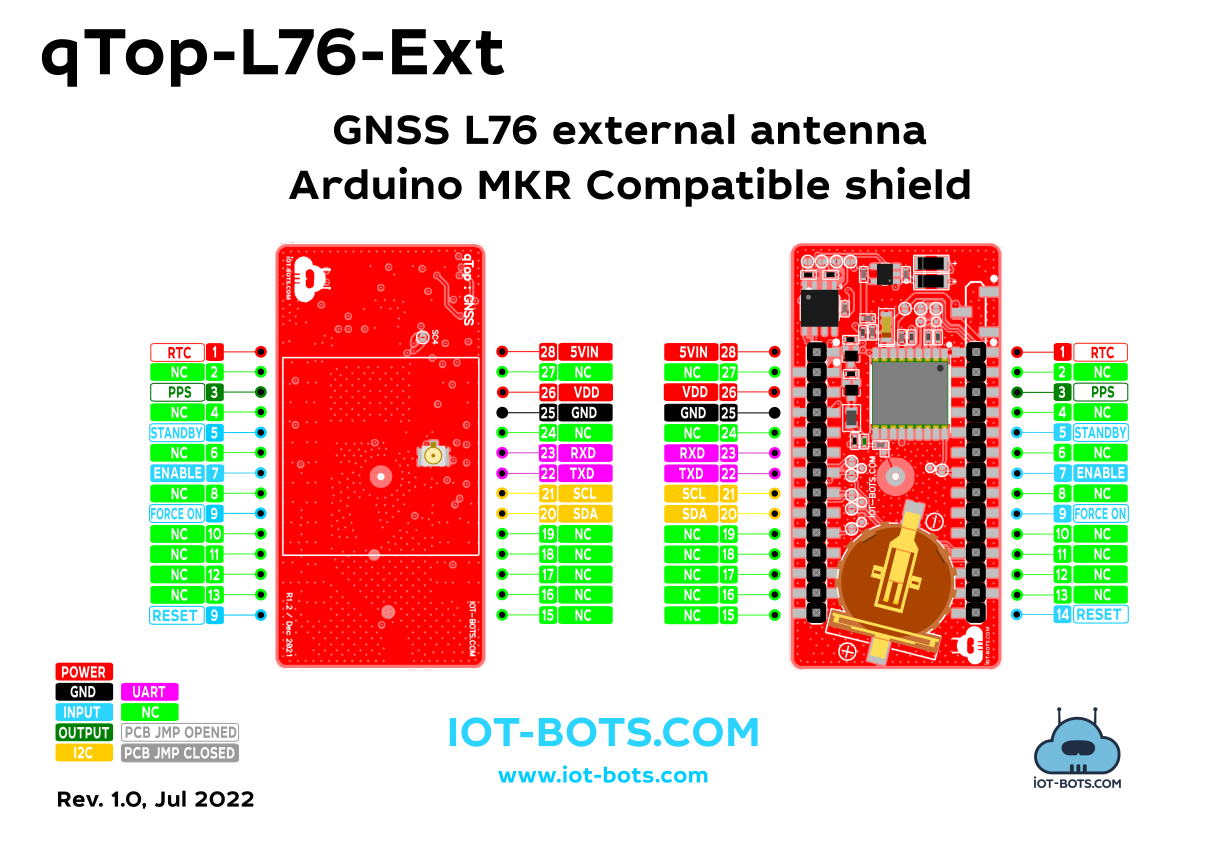 qTop-L76-Ext
GNSS L76 external antenna
Arduino MKR Compatible shield
IOT-BOTS.COM
qTop : GNSS
SC4
R1.2 / Dec 2021
IOT-BOTS.COM
RTC 1
NC 2
PPS 3
NC 4
STANDBY 5
NC 6
ENABLE 7
NC 8
FORCE ON 9
NC 10
NC 11
NC 12
NC 13
RESET 9
28 5VIN
27 NC
26 VDD
25 GND
24 NC
23 RXD
22 TXD
21 SCL
20 SDA
19 NC
18 NC
17 NC
16 NC
15 NC
5VIN 28
NC 27
VDD 26
GND 25
NC 24
RXD 23
TXD 22
SCL 21
SDA 20
NC 19
NC 18
NC 17
NC 16
NC 15
+
+
IOT-BOTS.COM
IOT-BOTS.COM
1 RTC
2 NC
3 PPS
4 NC
5 STANDBY
6 NC
7 ENABLE
8 NC
9 FORCE ON
10 NC
11 NC
12 NC
13 NC
14 RESET
POWER
GND UART
INPUT NC
OUTPUT PCB JMP OPENED
I2C PCB JMP CLOSED
Rev. 1.0, Jul 2022
IOT-BOTS.COM
www.iot-bots.com
iOT-BOTS.COM